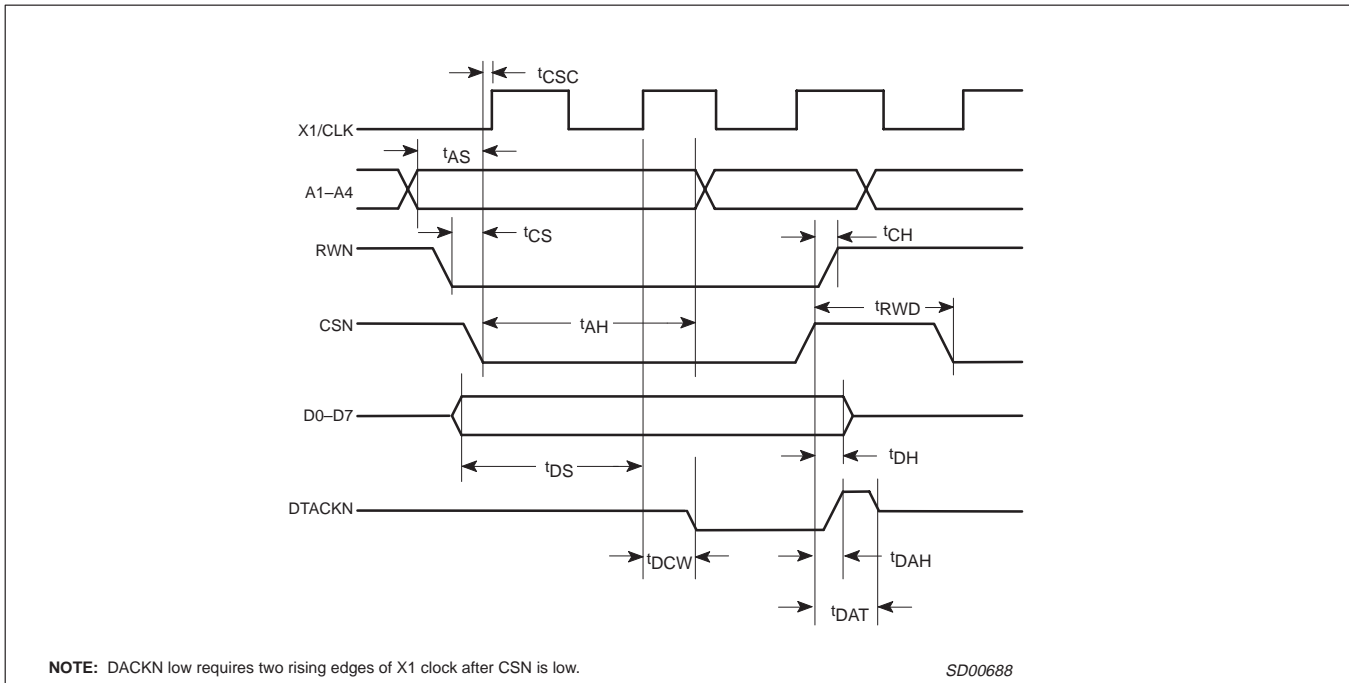 tCSC
X1/CLK
tAS
A1–A4
tCS
tCH
RWN
tRWD
CSN
tAH
D0–D7
tDS
tDH
DTACKN
tDCW
tDAH
tDAT
NOTE: DACKN low requires two rising edges of X1 clock after CSN is low.
SD00688